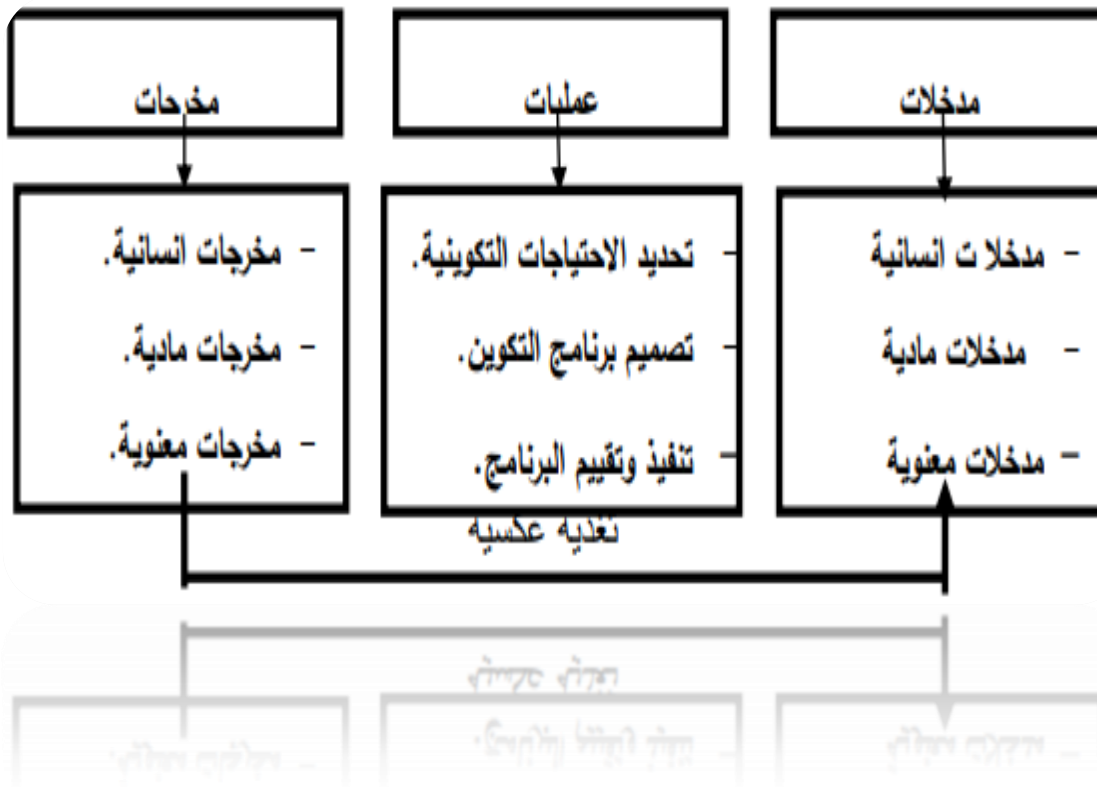 مدخلات
عمليات
مخرجات
- مدخلا ت انسانية
- مدخلات مادية
- مدخلات معنوية
- تحديد الاحتياجات التكوينية.
- تصميم برنامج التكوين.
- تنفيذ وتقييم البرنامج.
- مخرجات انسانية.
- مخرجات مادية.
- مخرجات معنوية.
تغذية عكسية